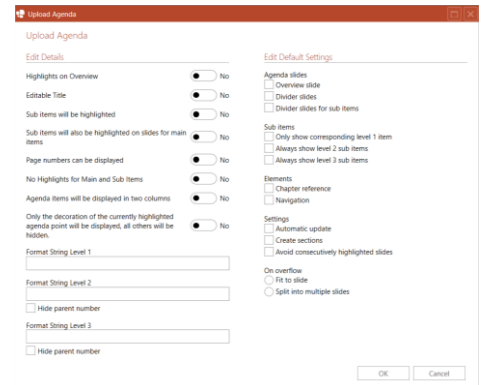 Upload Agenda
Upload Agenda
Edit Details
Highlights on Overview No
Editable Title No
Sub items will be highlighted No
Sub items will also be highlighted on slides for main
items No
Page numbers can be displayed No
No Highlights for Main and Sub Items No
Agenda items will be displayed in two columns No
Only the decoration of the currently highlighted
agenda point will be displayed, all others will be No
hidden.
Format String Level 1
Format String Level 2
Hide parent number
Format String Level 3
Hide parent number
Edit Default Settings
Agenda slides
Overview slide
Divider slides
Divider slides for sub items
Sub items
Only show corresponding level 1 item
Always show level 2 sub items
Always show level 3 sub items
Elements
Chapter reference
Navigation
Settings
Automatic update
Create sections
Avoid consecutively highlighted slides
On overflow
Fit to slide
Split into multiple slides
OK Cancel